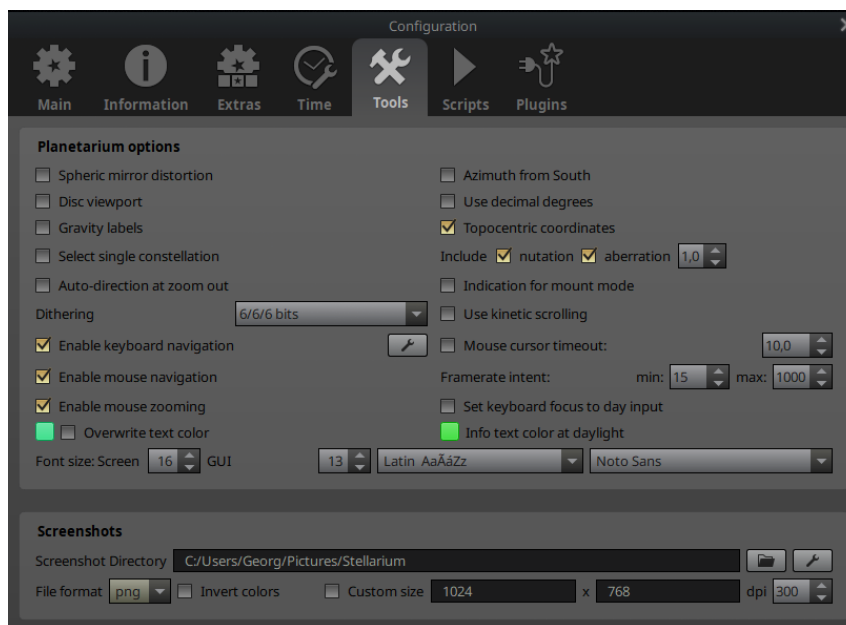 Configuration
Main Information Extras Time Tools Scripts Plugins
Planetarium options
Spheric mirror distortion Azimuth from South
Disc viewport Use decimal degrees
Gravity labels Topocentric coordinates
Select single constellation Include nutation aberration 1,0
Auto-direction at zoom out Indication for mount mode
Dithering 6/6/6 bits Use kinetic scrolling
Enable keyboard navigation Mouse cursor timeout: 10,0
Enable mouse navigation Framerate intent: min: 15 max: 1000
Enable mouse zooming Set keyboard focus to day input
Overwrite text color Info text color at daylight
Font size: Screen 16 GUI 13 Latin AaÃáZz Noto Sans
Screenshots
Screenshot Directory C:/Users/Georg/Pictures/Stellarium
File format png Invert colors Custom size 1024 x 768 dpi 300